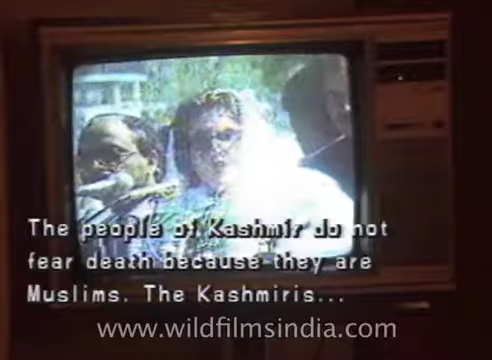 The people of Kashmir do not
fear death because they are
Muslims. The Kashmiris...
www.wildfilmsindia.com